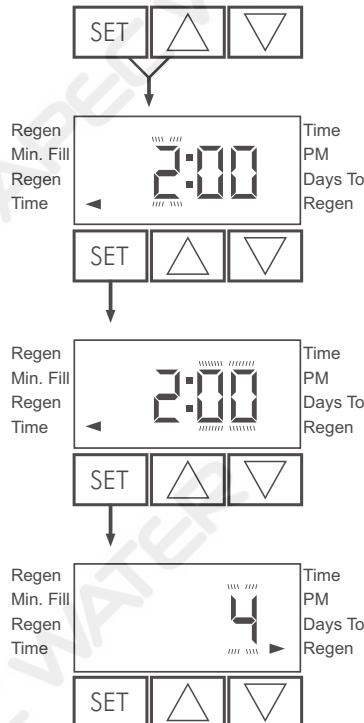 SET
Regen Time
Min. Fill 2:00 PM
Regen Days To
Time Regen
SET
Regen Time
Min. Fill 2:00 PM
Regen Days To
Time Regen
SET
Regen Time
Min. Fill 4 PM
Regen Days To
Time Regen
SET
APEC WATER